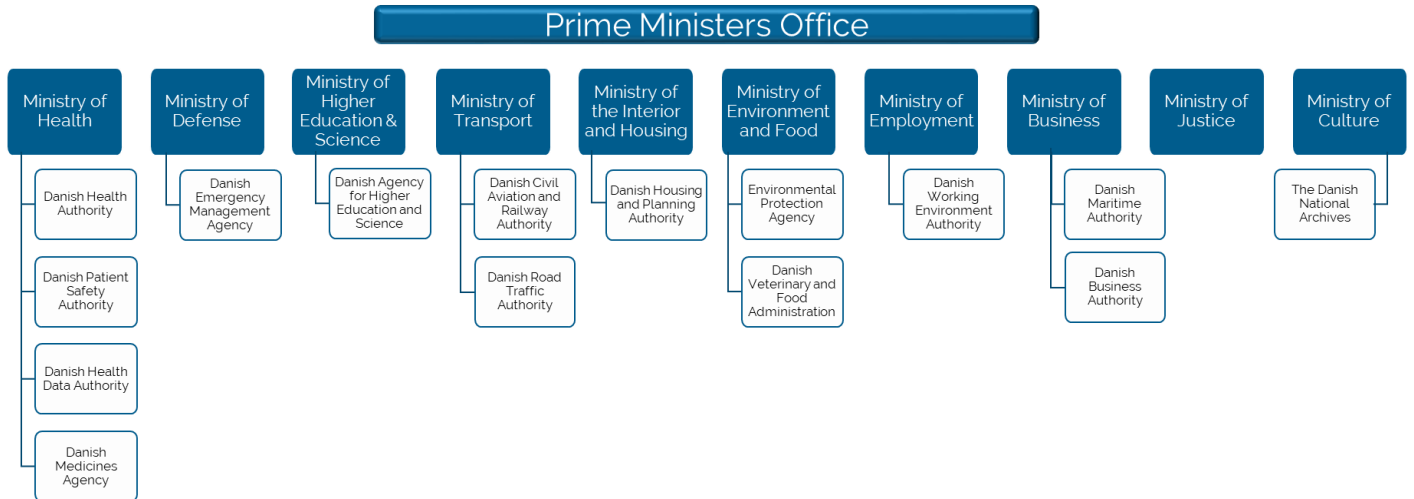 Prime Ministers Office
Ministry of
Health
Ministry of
Defense
Ministry of
Higher
Education &
Science
Ministry of
Transport
Ministry of
the Interior
and Housing
Ministry of
Environment
and Food
Ministry of
Employment
Ministry of
Business
Ministry of
Justice
Ministry of
Culture
Danish Health
Authority
Danish Patient
Safety
Authority
Danish Health
Data Authority
Danish
Medicines
Agency
Danish
Emergency
Management
Agency
Danish Agency
for Higher
Education and
Science
Danish Civil
Aviation and
Railway
Authority
Danish Road
Traffic
Authority
Danish Housing
and Planning
Authority
Environmental
Protection
Agency
Danish
Veterinary and
Food
Administration
Danish
Working
Environment
Authority
Danish
Maritime
Authority
Danish
Business
Authority
The Danish
National
Archives